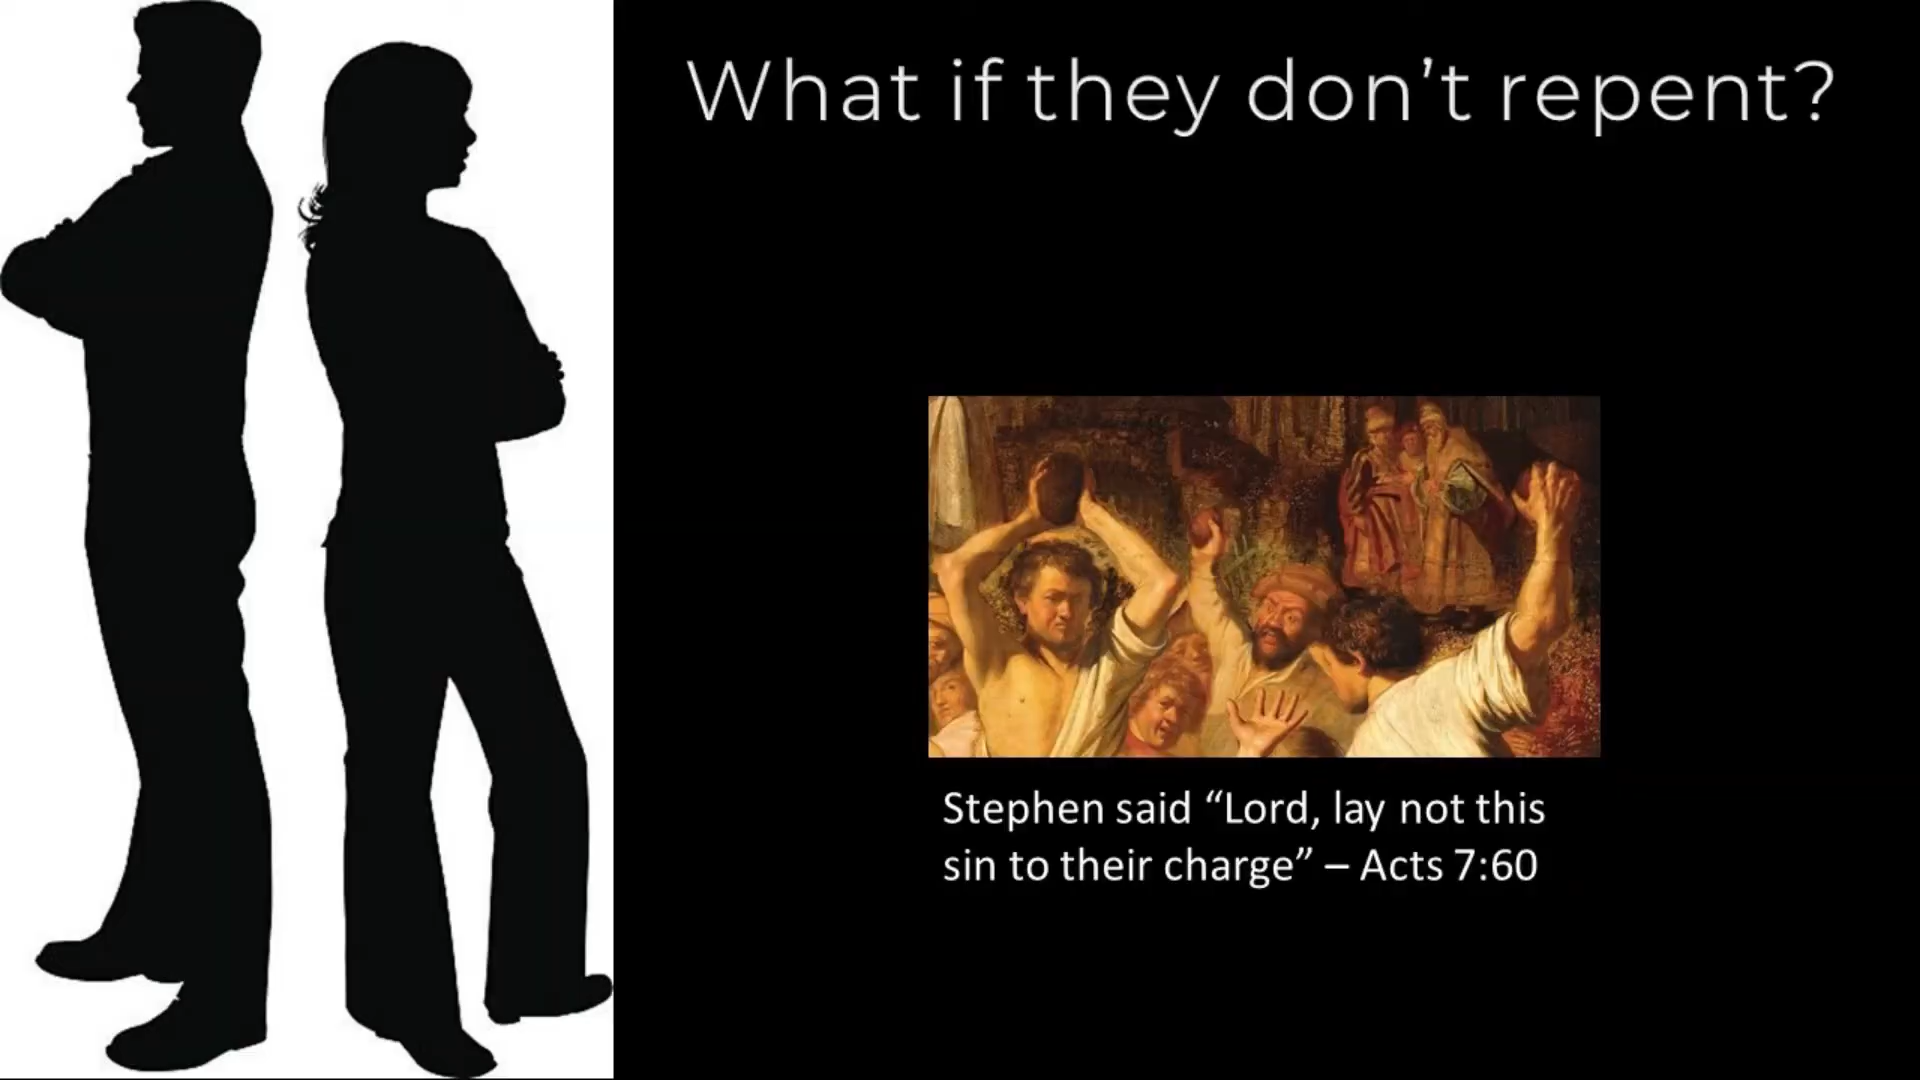 What if they don’t repent?
Stephen said “Lord, lay not this
sin to their charge” – Acts 7:60